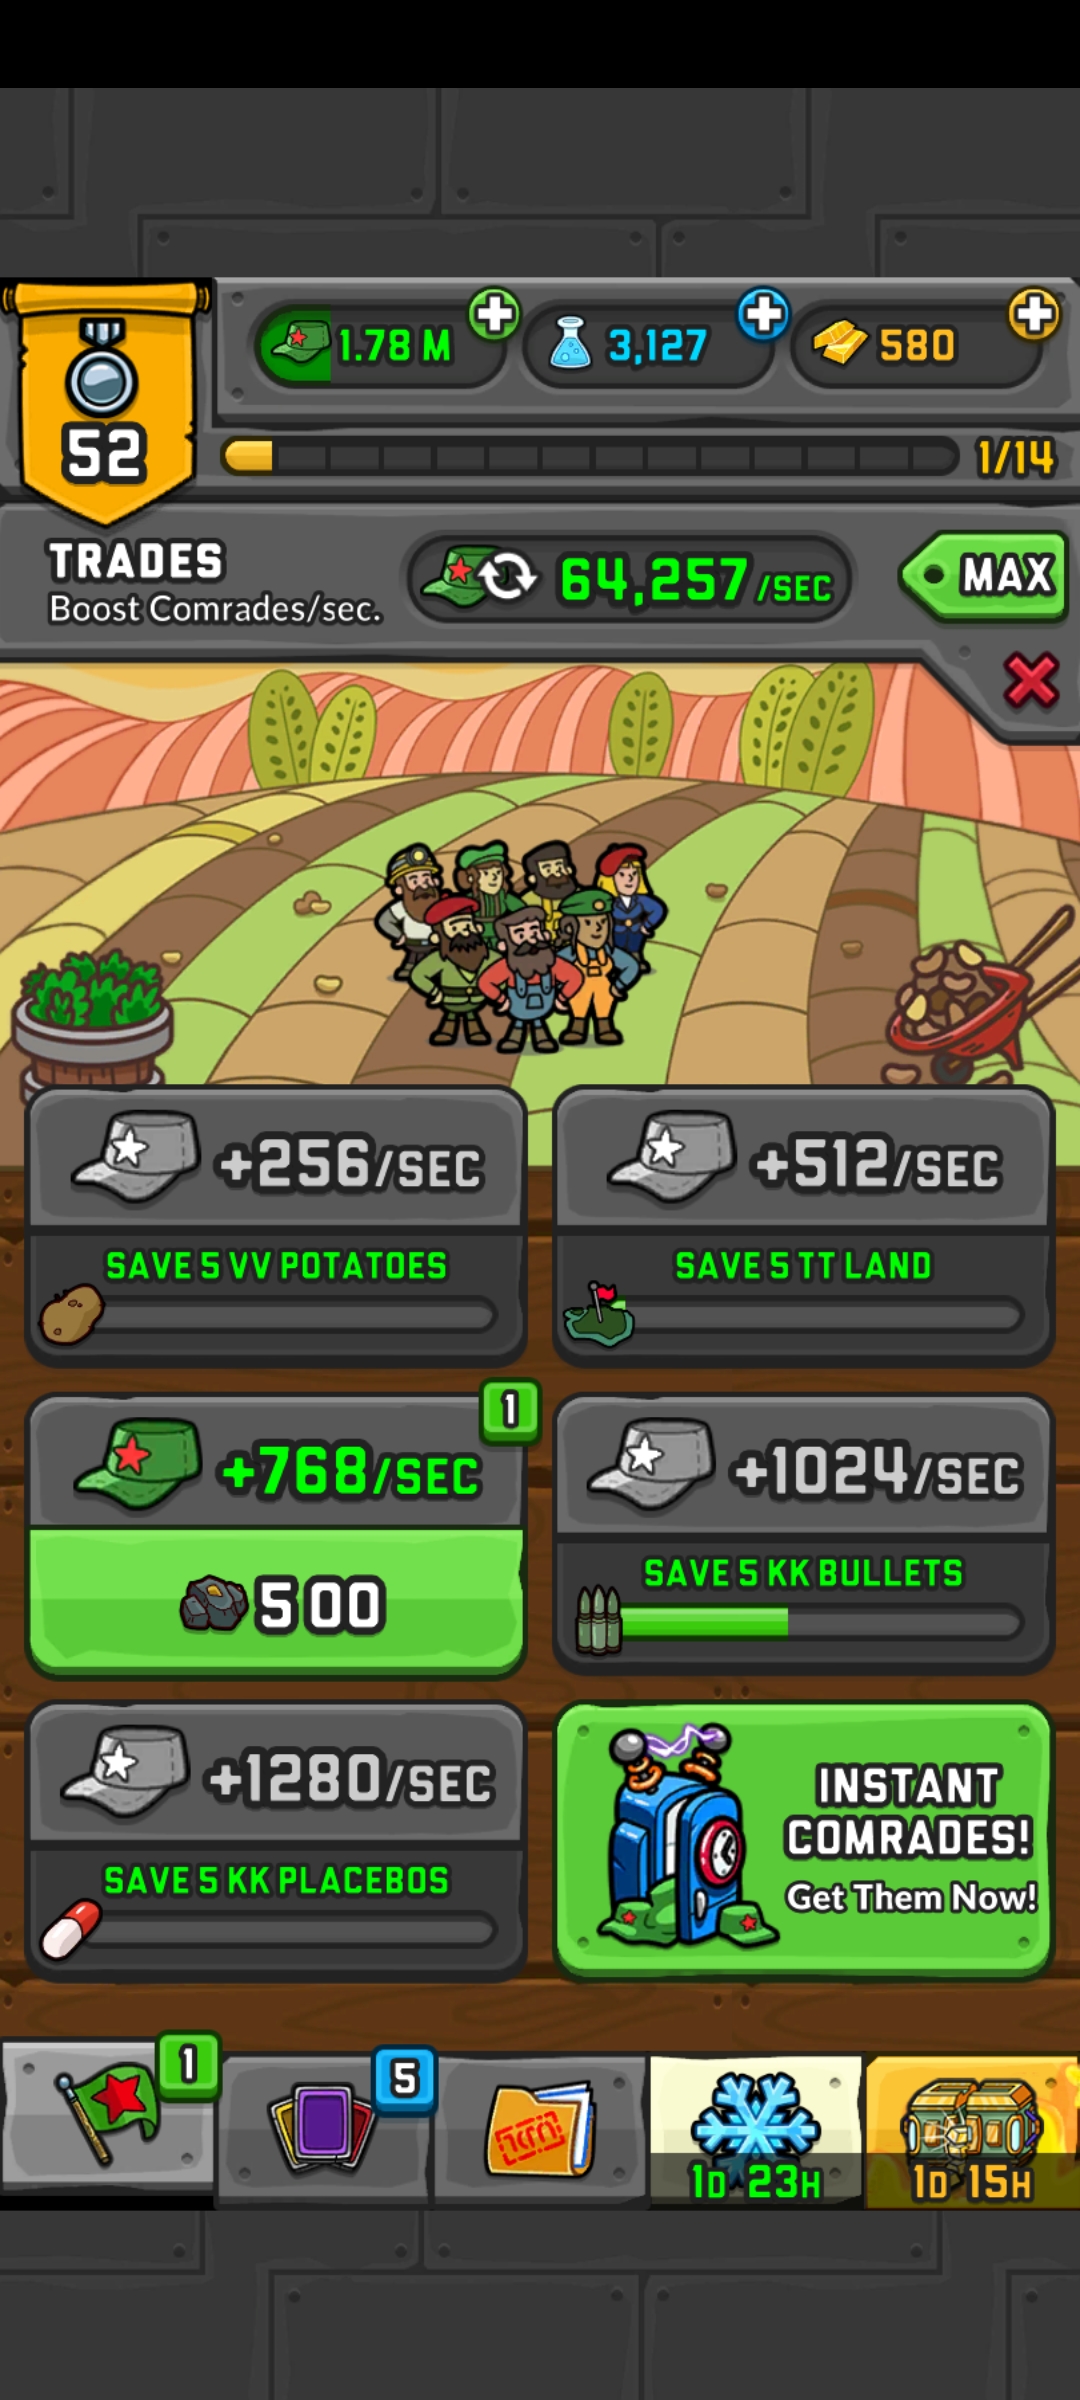 1.78 M
3,127
580
52
1/14
TRADES
Boost Comrades/sec.
64,257/SEC
MAX
+256/SEC
SAVE 5 VV POTATOES
+512/SEC
SAVE 5 TT LAND
1
+768/SEC
500
+1024/SEC
SAVE 5 KK BULLETS
+1280/SEC
SAVE 5 KK PLACEBOS
INSTANT
COMRADES!
Get Them Now!
1
5
1D 23H
1D 15H